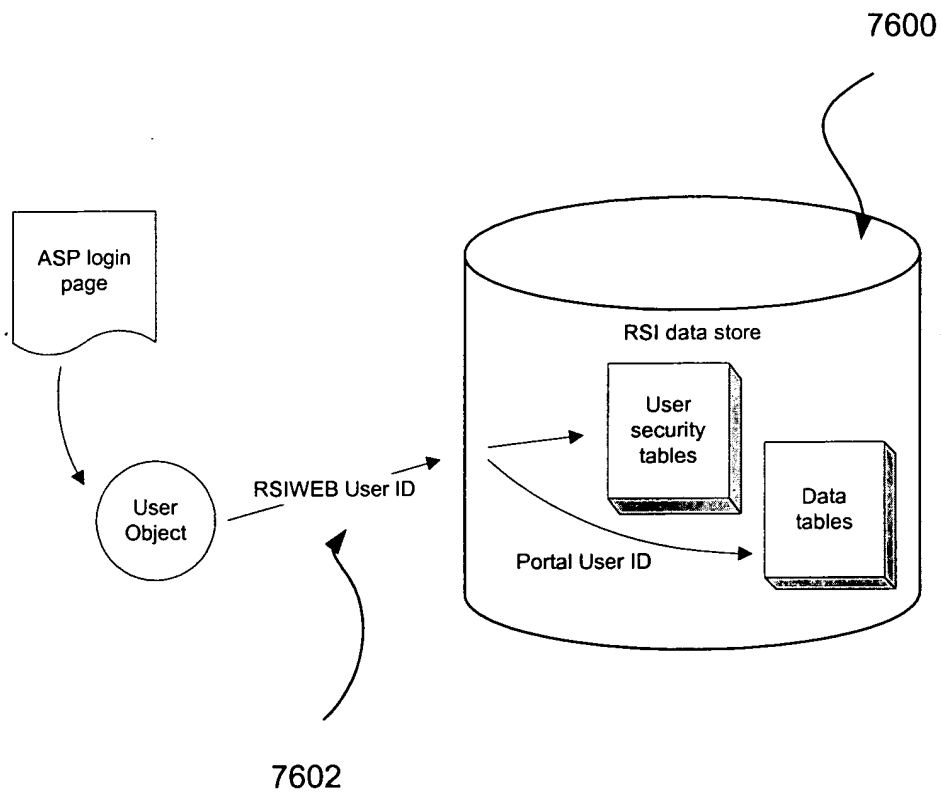 7600
ASP login
page
RSI data store
User
security
tables
Data
tables
RSIWEB User ID
User
Object
Portal User ID
7602